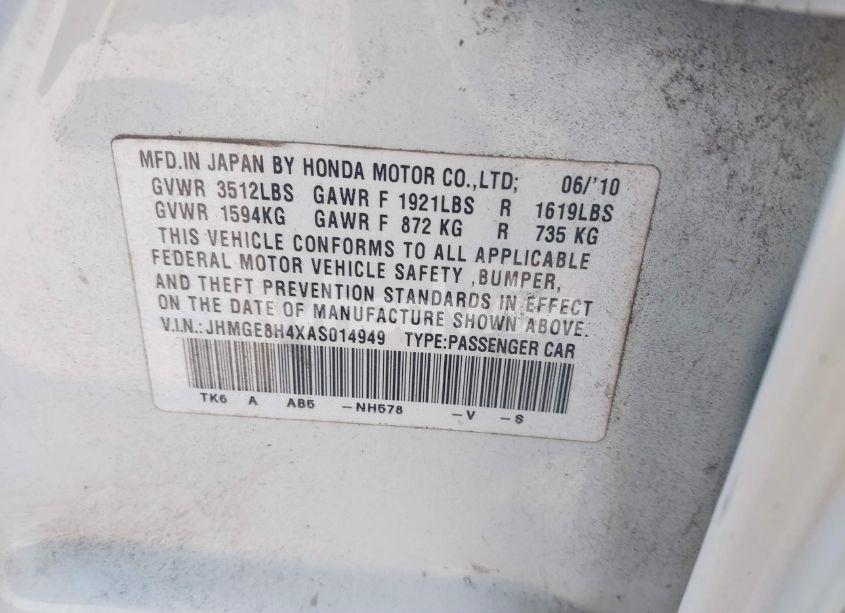 MFD.IN JAPAN BY HONDA MOTOR CO.,LTD; 06/'10
GVWR 3512LBS GAWR F 1921LBS R 1619LBS
GVWR 1594KG GAWR F 872 KG R 735 KG
THIS VEHICLE CONFORMS TO ALL APPLICABLE
FEDERAL MOTOR VEHICLE SAFETY ,BUMPER,
AND THEFT PREVENTION STANDARDS IN EFFECT
ON THE DATE OF MANUFACTURE SHOWN ABOVE.
V.I.N.: JHMGE8H4XAS014949 TYPE:PASSENGER CAR
TK6 A AB5 -NH578 -V -S